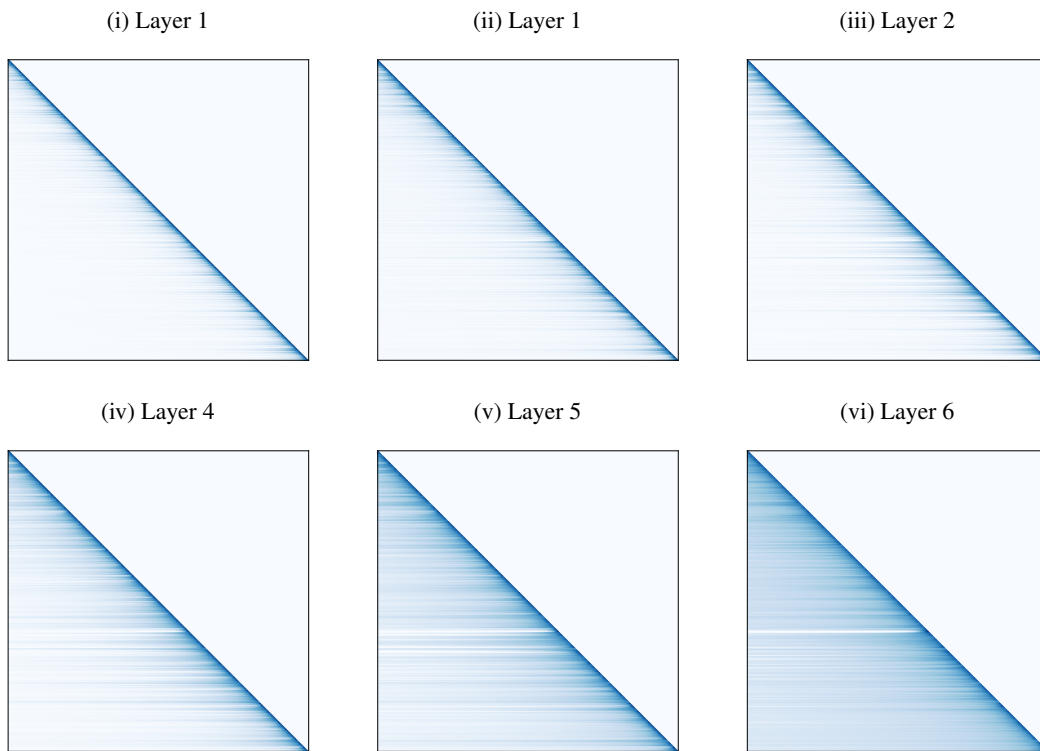 (i) Layer 1
(ii) Layer 1
(iii) Layer 2
(iv) Layer 4
(v) Layer 5
(vi) Layer 6